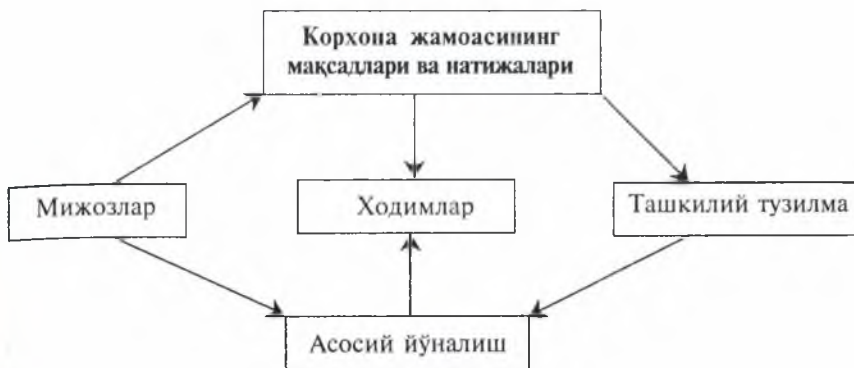 Корхона жамоасининг
мақсадлари ва натижалари
Мижозлар
Ходимлар
Ташкилий тузилма
Асосий йўналиш